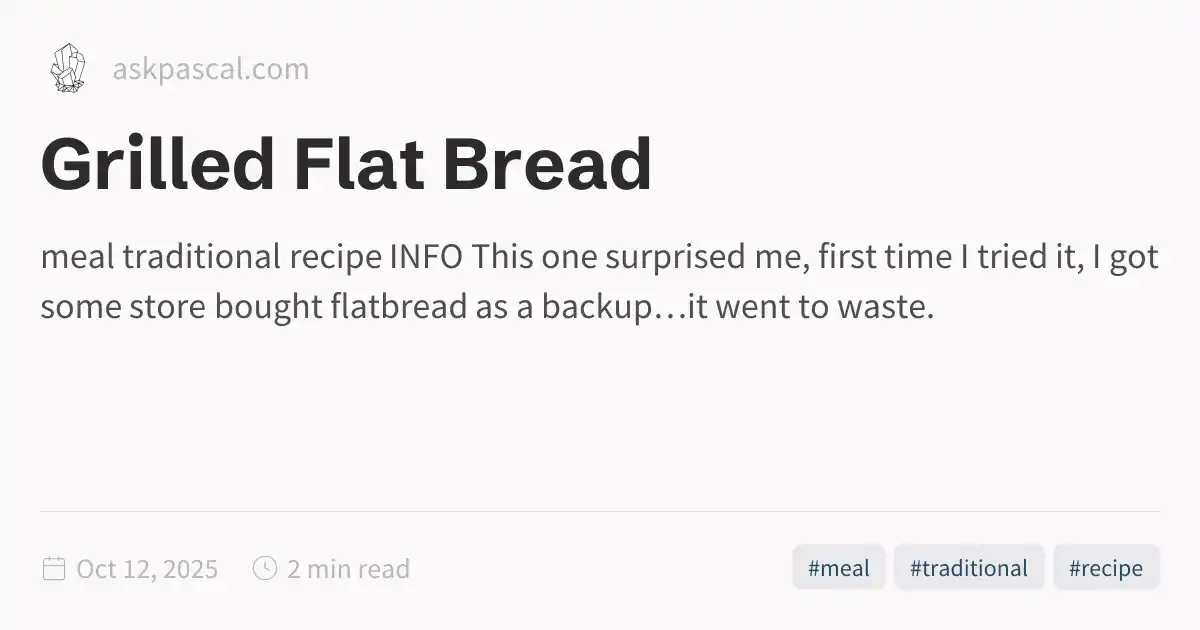 askpascal.com
Grilled Flat Bread
meal traditional recipe INFO This one surprised me, first time I tried it, I got
some store bought flatbread as a backup…it went to waste.
Oct 12, 2025
2 min read
#meal
#traditional
#recipe